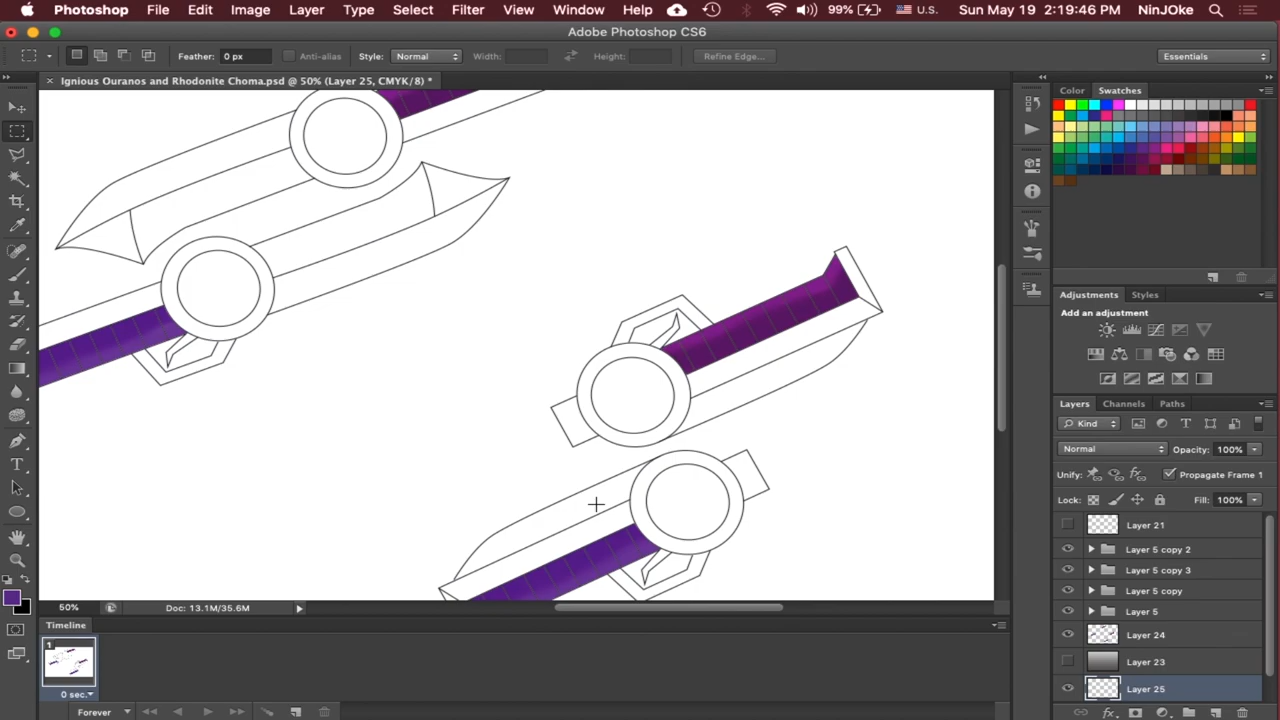 Photoshop File Edit Image Layer Type Select Filter View Window Help 99% U.S. Sun May 19 2:19:46 PM NinJOke
Adobe Photoshop CS6
Feather: 0 px Anti-alias Style: Normal Width: Height: Refine Edge... Essentials
× Ignious Ouranos and Rhodonite Choma.psd @ 50% (Layer 25, CMYK/8) *
Color Swatches
Adjustments Styles
Add an adjustment
Layers Channels Paths
Kind
Normal Opacity: 100%
Unify: Propagate Frame 1
Lock: Fill: 100%
Layer 21
Layer 5 copy 2
Layer 5 copy 3
Layer 5 copy
Layer 5
Layer 24
Layer 23
Layer 25
50% Doc: 13.1M/35.6M
Timeline
1
0 sec.
Forever